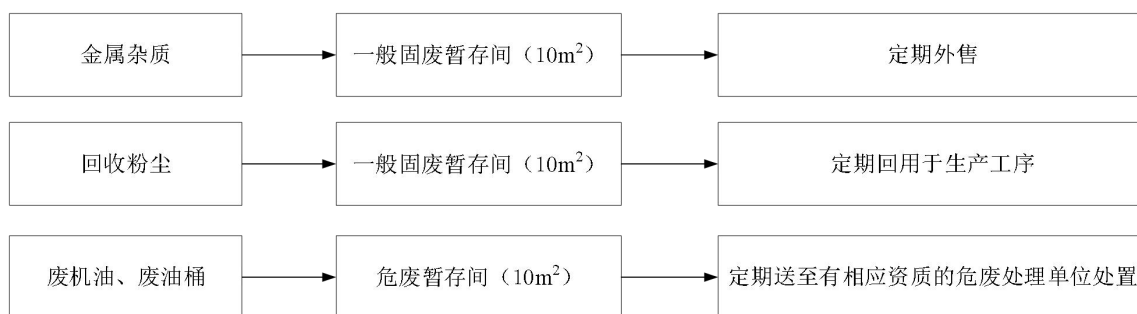 金属杂质
一般固废暂存间（10m²）
定期外售
回收粉尘
一般固废暂存间（10m²）
定期回用于生产工序
废机油、废油桶
危废暂存间（10m²）
定期送至有相应资质的危废处理单位处置